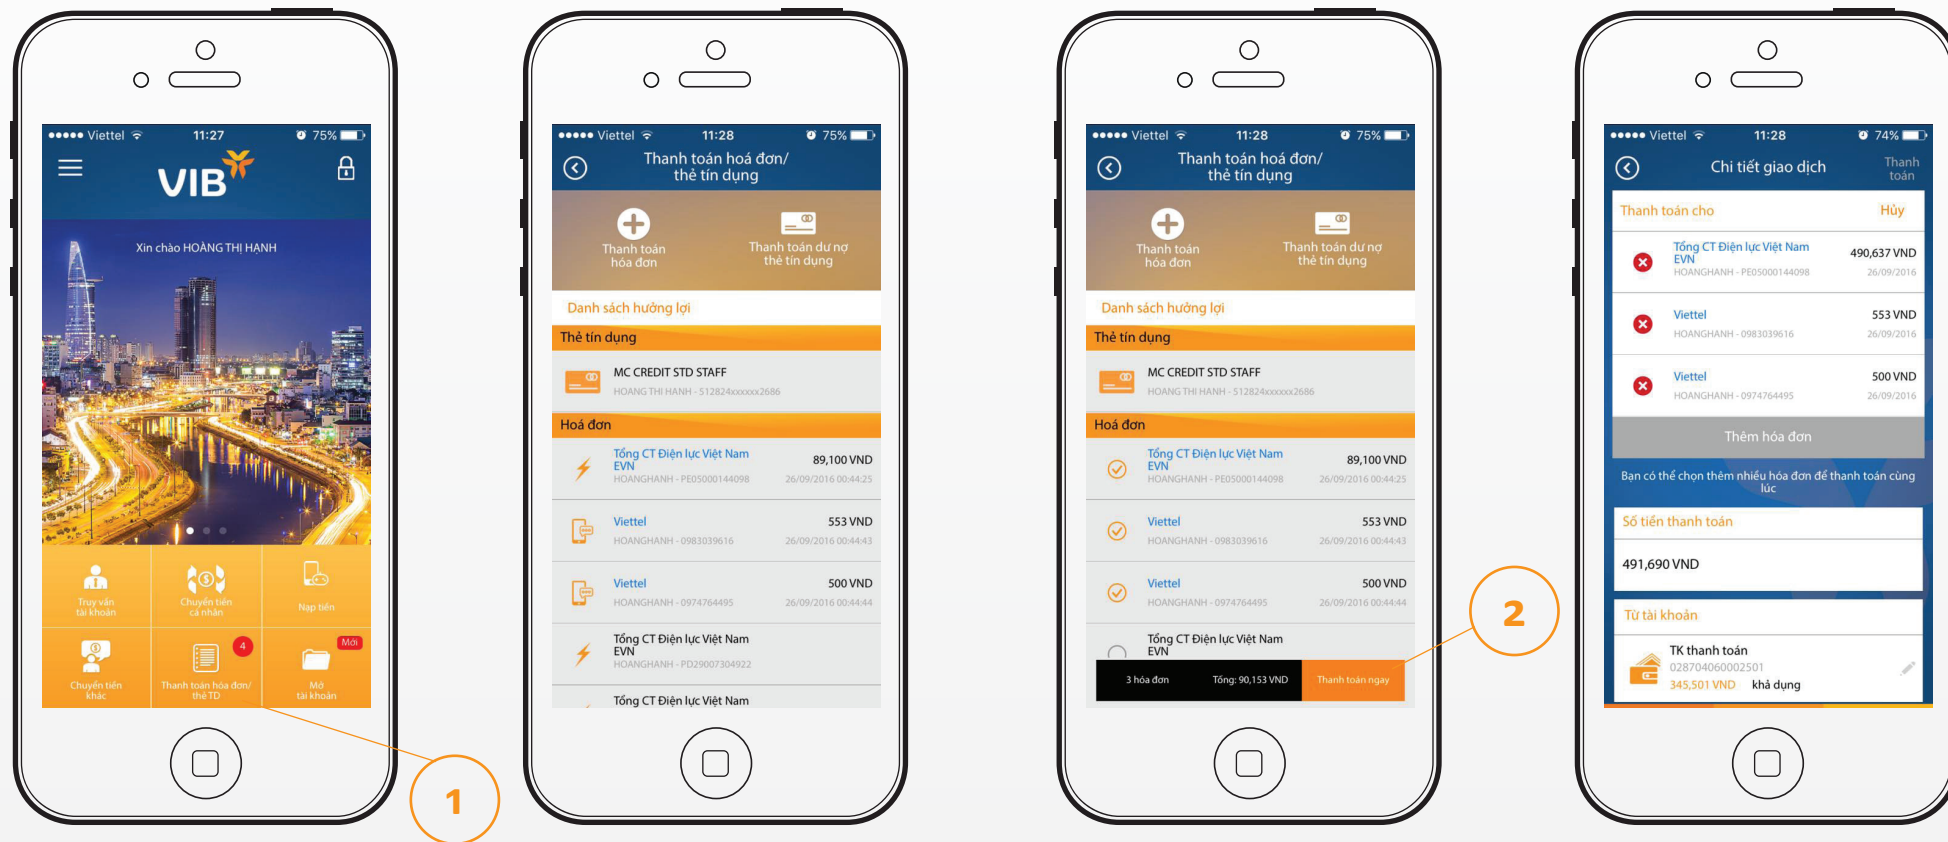 Viettel 11:27 75%
VIB
Xin chào HOÀNG THỊ HẠNH
Truy vấn
tài khoản
Chuyển tiền
cá nhân
Nạp tiền
Chuyển tiền
khác
4
Thanh toán hóa đơn/
thẻ TD
Mới
Mở
tài khoản
1
Viettel 11:28 75%
Thanh toán hoá đơn/
thẻ tín dụng
Thanh toán
hóa đơn
Thanh toán dư nợ
thẻ tín dụng
Danh sách hưởng lợi
Thẻ tín dụng
MC CREDIT STD STAFF
HOANG THI HANH - 512824xxxxxx2686
Hoá đơn
Tổng CT Điện lực Việt Nam
EVN
89,100 VND
HOANGHANH - PE05000144098 26/09/2016 00:44:25
Viettel 553 VND
HOANGHANH - 0983039616 26/09/2016 00:44:43
Viettel 500 VND
HOANGHANH - 0974764495 26/09/2016 00:44:44
Tổng CT Điện lực Việt Nam
EVN
HOANGHANH - PD29007304922
Tổng CT Điện lực Việt Nam
Viettel 11:28 75%
Thanh toán hoá đơn/
thẻ tín dụng
Thanh toán
hóa đơn
Thanh toán dư nợ
thẻ tín dụng
Danh sách hưởng lợi
Thẻ tín dụng
MC CREDIT STD STAFF
HOANG THI HANH - 512824xxxxxx2686
Hoá đơn
Tổng CT Điện lực Việt Nam
EVN
89,100 VND
HOANGHANH - PE05000144098 26/09/2016 00:44:25
Viettel 553 VND
HOANGHANH - 0983039616 26/09/2016 00:44:43
Viettel 500 VND
HOANGHANH - 0974764495 26/09/2016 00:44:44
Tổng CT Điện lực Việt Nam
EVN
3 hóa đơn Tổng: 90,153 VND Thanh toán ngay
2
Viettel 11:28 74%
Chi tiết giao dịch
Thanh
toán
Thanh toán cho Hủy
Tổng CT Điện lực Việt Nam
EVN
490,637 VND
HOANGHANH - PE05000144098 26/09/2016
Viettel 553 VND
HOANGHANH - 0983039616 26/09/2016
Viettel 500 VND
HOANGHANH - 0974764495 26/09/2016
Thêm hóa đơn
Bạn có thể chọn thêm nhiều hóa đơn để thanh toán cùng
lúc
Số tiền thanh toán
491,690 VND
Từ tài khoản
TK thanh toán
028704060002501
345,501 VND khả dụng